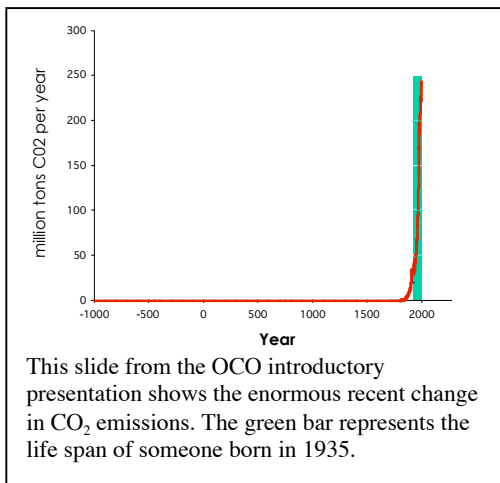 300
250
200
150
100
50
0
million tons C02 per year
-1000 -500 0 500 1000 1500 2000
Year
This slide from the OCO introductory
presentation shows the enormous recent change
in CO₂ emissions. The green bar represents the
life span of someone born in 1935.